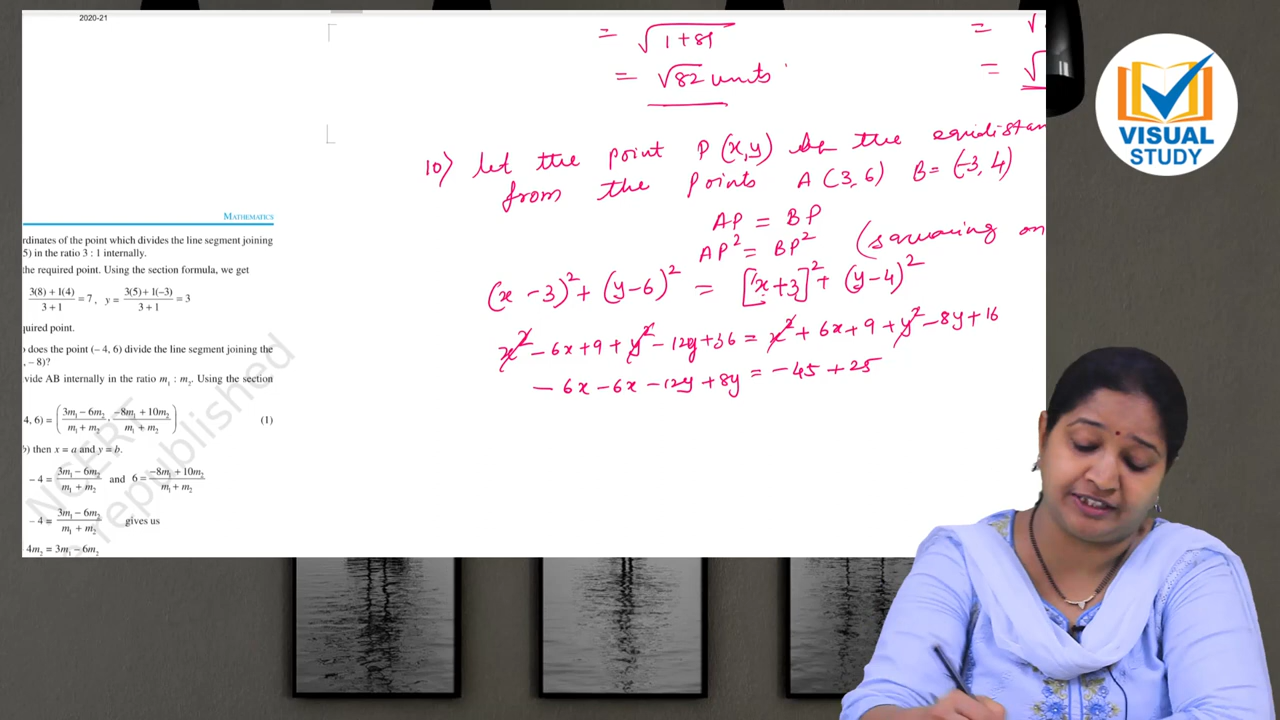 2020-21
MATHEMATICS
rdinates of the point which divides the line segment joining
5) in the ratio 3 : 1 internally.
he required point. Using the section formula, we get
3(8) + 1(4) / 3 + 1 = 7, y = 3(5) + 1(–3) / 3 + 1 = 3
quired point.
does the point (– 4, 6) divide the line segment joining the
, – 8)?
vide AB internally in the ratio m₁ : m₂. Using the section
4, 6) = (3m₁ – 6m₂ / m₁ + m₂, –8m₁ + 10m₂ / m₁ + m₂) (1)
) then x = a and y = b.
– 4 = 3m₁ – 6m₂ / m₁ + m₂ and 6 = –8m₁ + 10m₂ / m₁ + m₂
– 4 = 3m₁ – 6m₂ / m₁ + m₂ gives us
4m₂ = 3m₁ – 6m₂
NCERT
republished
= √1+81
= √82 units
= √
= √
10) let the point P (x,y) be the equidistan
from the points A (3,6) B= (-3, 4)
AP = BP
AP² = BP² (squaring on
(x - 3)² + (y - 6)² = [x+3]² + (y-4)²
x² - 6x + 9 + y² - 12y + 36 = x² + 6x + 9 + y² - 8y + 16
- 6x - 6x - 12y + 8y = - 45 + 25
VISUAL
STUDY